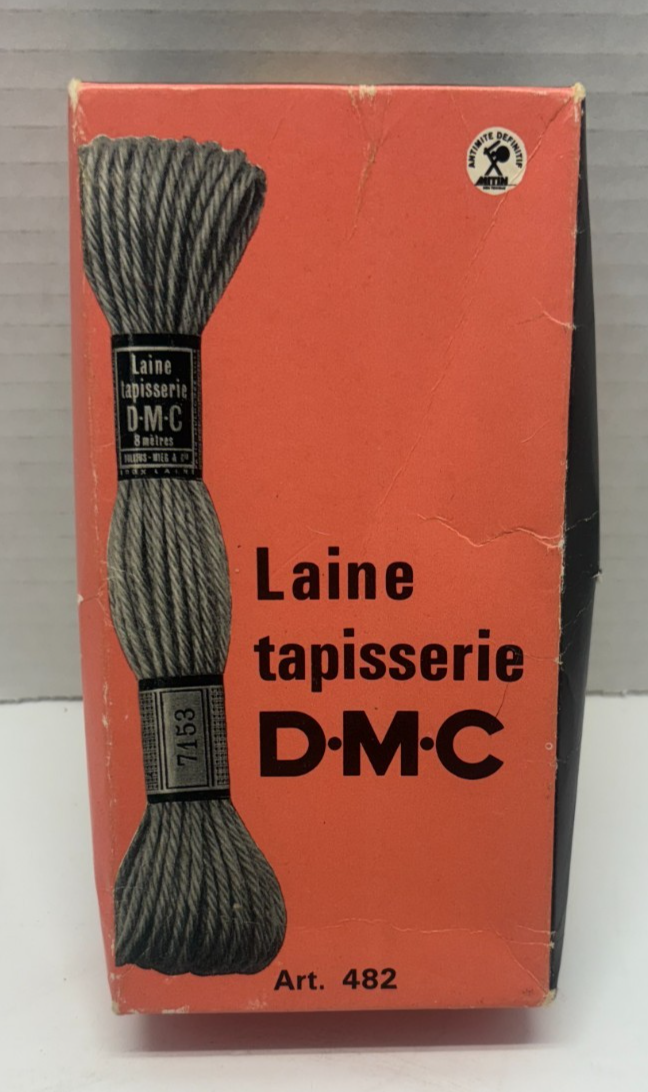 ANTIMITE DEFINITIF
MITIN
Laine
tapisserie
D·M·C
8 mètres
Laine
tapisserie
D·M·C
7153
Art. 482